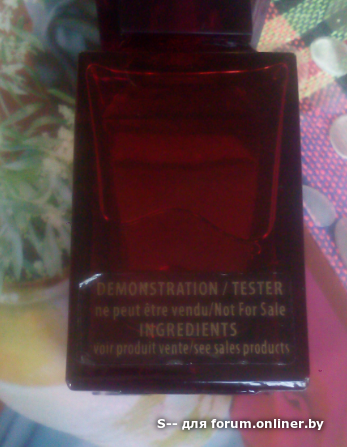 DEMONSTRATION / TESTER
ne peut être vendu/Not For Sale
INGREDIENTS
voir produit vente/see sales products
S-- для forum.onliner.by